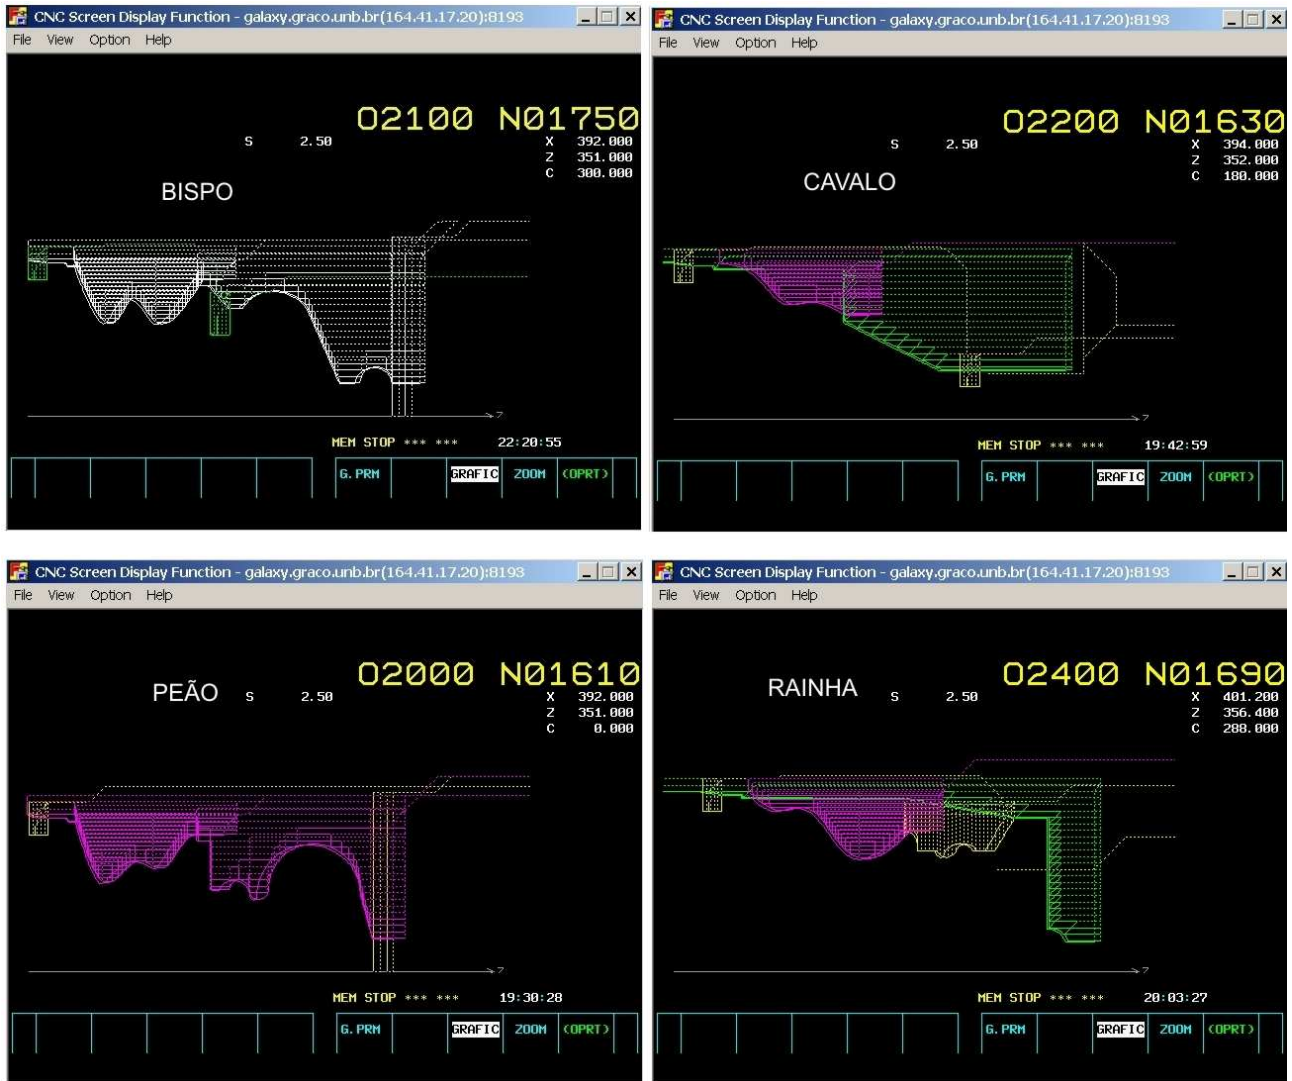 CNC Screen Display Function - galaxy.graco.unb.br(164.41.17.20):8193
File View Option Help
O2100 N01750
S 2.50
X 392.000
Z 351.000
C 300.000
BISPO
Z
MEM STOP *** *** 22:20:55
G.PRM GRAFIC ZOOM (OPRT)
CNC Screen Display Function - galaxy.graco.unb.br(164.41.17.20):8193
File View Option Help
O2200 N01630
S 2.50
X 394.000
Z 352.000
C 180.000
CAVALO
Z
MEM STOP *** *** 19:42:59
G.PRM GRAFIC ZOOM (OPRT)
CNC Screen Display Function - galaxy.graco.unb.br(164.41.17.20):8193
File View Option Help
O2000 N01610
PEÃO S 2.50
X 392.000
Z 351.000
C 0.000
Z
MEM STOP *** *** 19:30:28
G.PRM GRAFIC ZOOM (OPRT)
CNC Screen Display Function - galaxy.graco.unb.br(164.41.17.20):8193
File View Option Help
O2400 N01690
RAINHA S 2.50
X 401.200
Z 356.400
C 288.000
Z
MEM STOP *** *** 20:03:27
G.PRM GRAFIC ZOOM (OPRT)